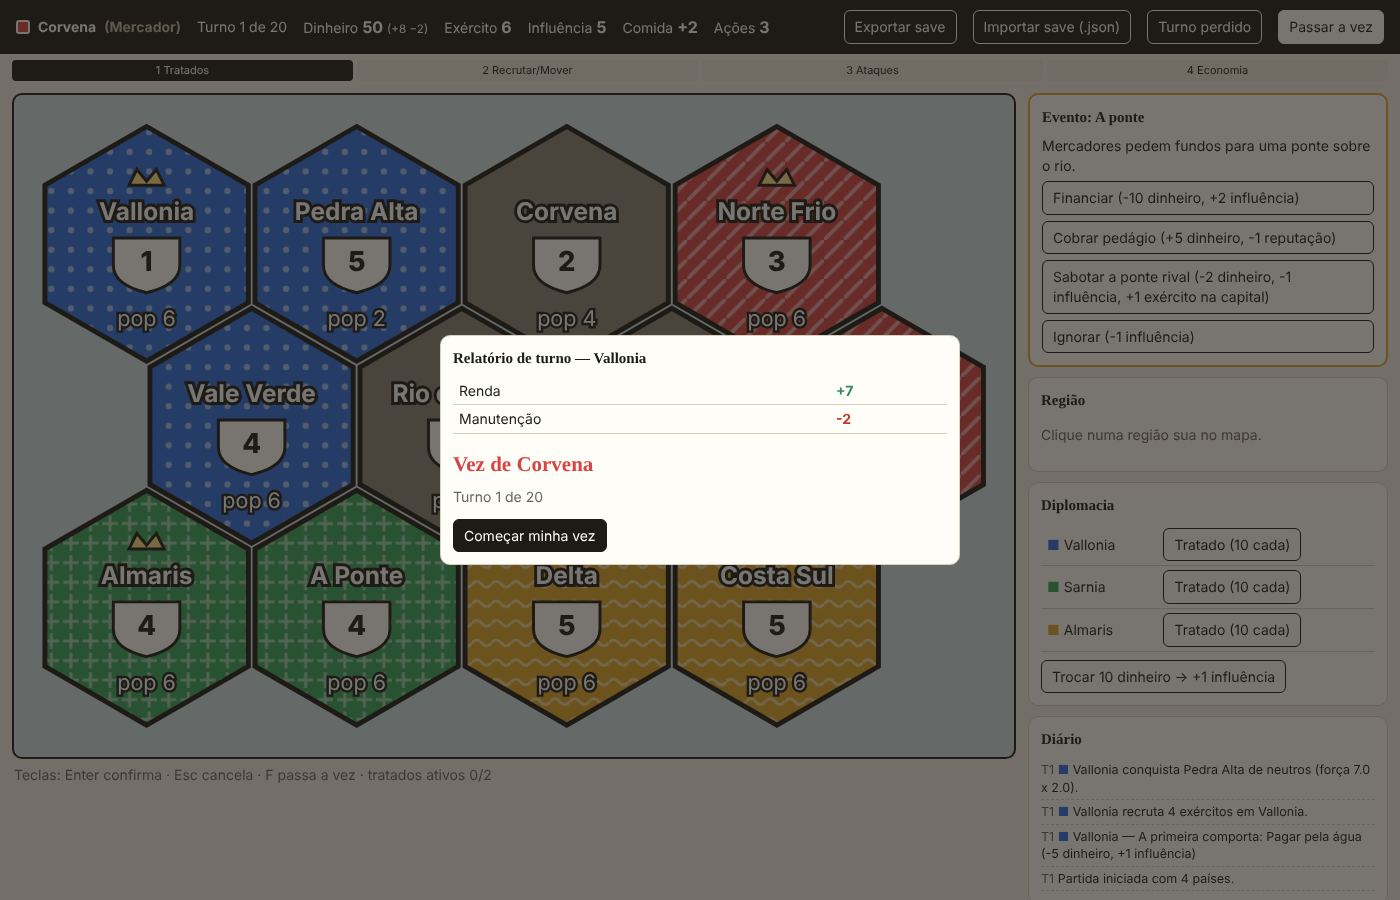 Corvena (Mercador) Turno 1 de 20 Dinheiro 50 (+8 −2) Exército 6 Influência 5 Comida +2 Ações 3 Exportar save Importar save (.json) Turno perdido Passar a vez
1 Tratados 2 Recrutar/Mover 3 Ataques 4 Economia
Vallonia
1
pop 6
Pedra Alta
5
pop 2
Corvena
2
pop 4
Norte Frio
3
pop 6
Vale Verde
4
pop 6
Rio
Almaris
4
pop 6
A Ponte
4
pop 6
Delta
5
pop 6
Costa Sul
5
pop 6
Relatório de turno — Vallonia
Renda +7
Manutenção -2
Vez de Corvena
Turno 1 de 20
Começar minha vez
Teclas: Enter confirma · Esc cancela · F passa a vez · tratados ativos 0/2
Evento: A ponte
Mercadores pedem fundos para uma ponte sobre
o rio.
Financiar (-10 dinheiro, +2 influência)
Cobrar pedágio (+5 dinheiro, -1 reputação)
Sabotar a ponte rival (-2 dinheiro, -1
influência, +1 exército na capital)
Ignorar (-1 influência)
Região
Clique numa região sua no mapa.
Diplomacia
Vallonia Tratado (10 cada)
Sarnia Tratado (10 cada)
Almaris Tratado (10 cada)
Trocar 10 dinheiro → +1 influência
Diário
T1 Vallonia conquista Pedra Alta de neutros (força 7.0
x 2.0).
T1 Vallonia recruta 4 exércitos em Vallonia.
T1 Vallonia — A primeira comporta: Pagar pela água
(-5 dinheiro, +1 influência)
T1 Partida iniciada com 4 países.